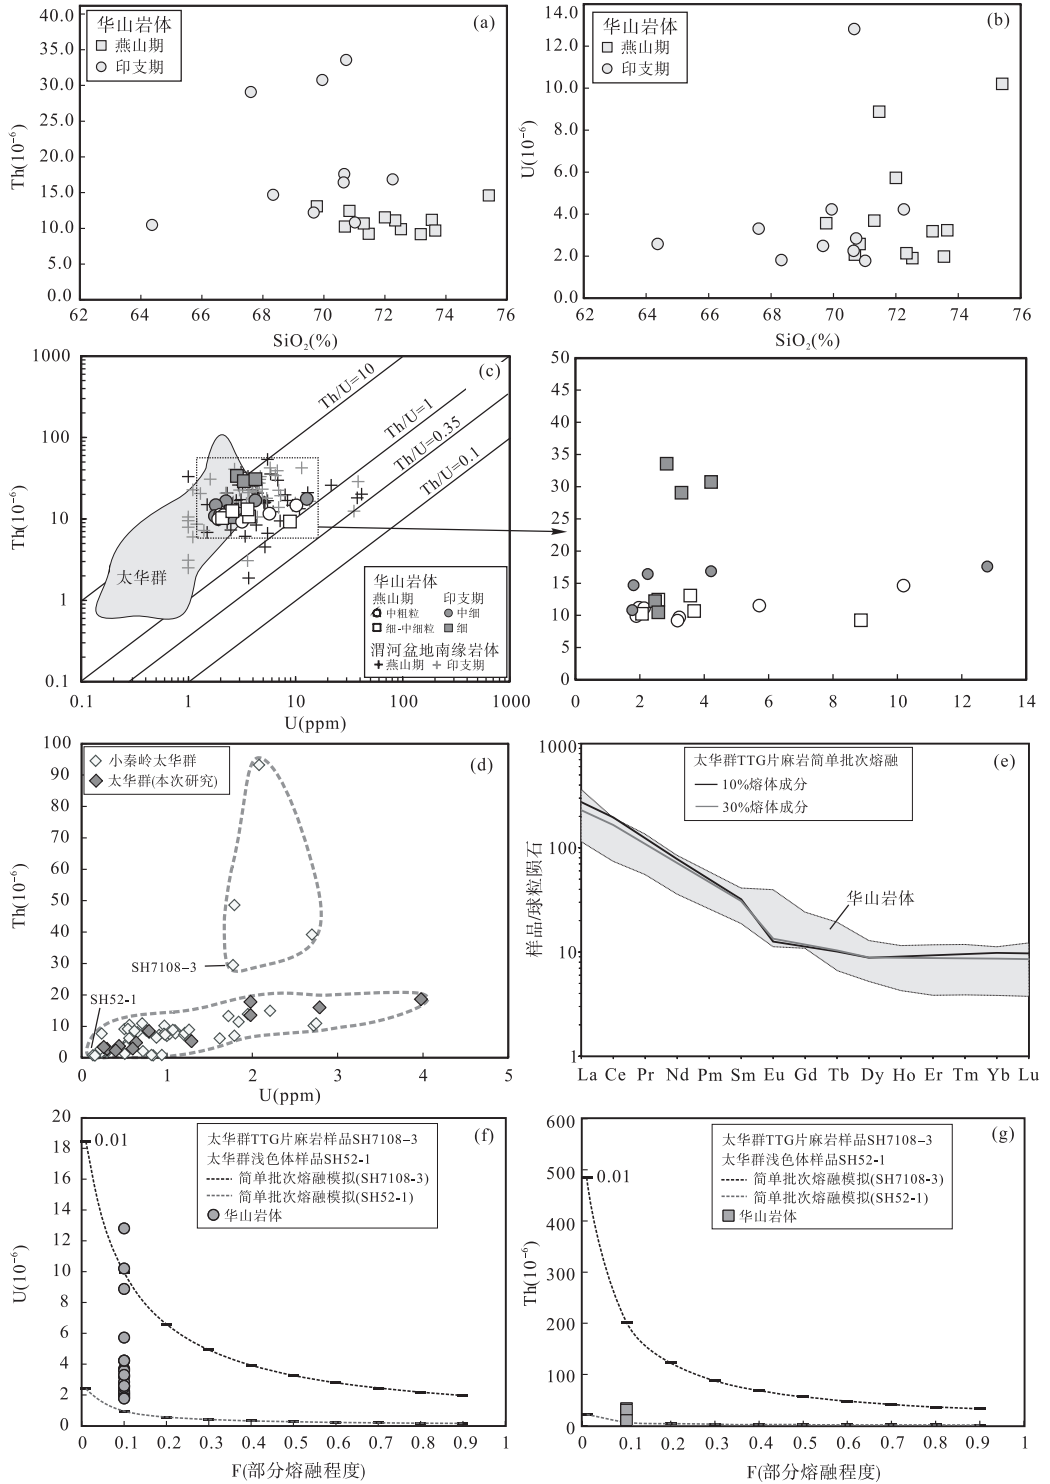 华山岩体
燕山期
印支期
(a)
40.0
35.0
30.0
25.0
20.0
15.0
10.0
5.0
0.0
Th(10⁻⁶)
62 64 66 68 70 72 74 76
SiO₂(%)
华山岩体
燕山期
印支期
(b)
14.0
12.0
10.0
8.0
6.0
4.0
2.0
0.0
U(10⁻⁶)
62 64 66 68 70 72 74 76
SiO₂(%)
(c)
1000
100
10
1
0.1
Th(10⁻⁶)
Th/U=10
Th/U=1
Th/U=0.35
Th/U=0.1
太华群
华山岩体
燕山期 印支期
中粗粒 中细
细-中细粒 细
渭河盆地南缘岩体
燕山期 印支期
0.1 1 10 100 1000
U(ppm)
50
45
40
35
30
25
20
15
10
5
0
0 2 4 6 8 10 12 14
小秦岭太华群
太华群(本次研究)
(d)
100
90
80
70
60
50
40
30
20
10
0
Th(10⁻⁶)
SH7108-3
SH52-1
0 1 2 3 4 5
U(ppm)
太华群TTG片麻岩简单批次熔融
10%熔体成分
30%熔体成分
(e)
1000
100
10
1
样品/球粒陨石
华山岩体
La Ce Pr Nd Pm Sm Eu Gd Tb Dy Ho Er Tm Yb Lu
太华群TTG片麻岩样品SH7108-3
太华群浅色体样品SH52-1
简单批次熔融模拟(SH7108-3)
简单批次熔融模拟(SH52-1)
华山岩体
(f)
20
18
16
14
12
10
8
6
4
2
0
0.01
U(10⁻⁶)
0 0.1 0.2 0.3 0.4 0.5 0.6 0.7 0.8 0.9 1
F(部分熔融程度)
太华群TTG片麻岩样品SH7108-3
太华群浅色体样品SH52-1
简单批次熔融模拟(SH7108-3)
简单批次熔融模拟(SH52-1)
华山岩体
(g)
600
500
400
300
200
100
0
0.01
Th(10⁻⁶)
0 0.1 0.2 0.3 0.4 0.5 0.6 0.7 0.8 0.9 1
F(部分熔融程度)